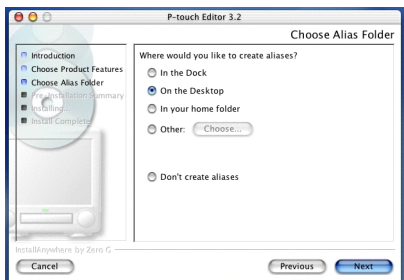 P-touch Editor 3.2
Choose Alias Folder
Introduction
Choose Product Features
Choose Alias Folder
Pre-Installation Summary
Installing...
Install Complete
Where would you like to create aliases?
In the Dock
On the Desktop
In your home folder
Other: Choose...
Don't create aliases
InstallAnywhere by Zero G
Cancel Previous Next